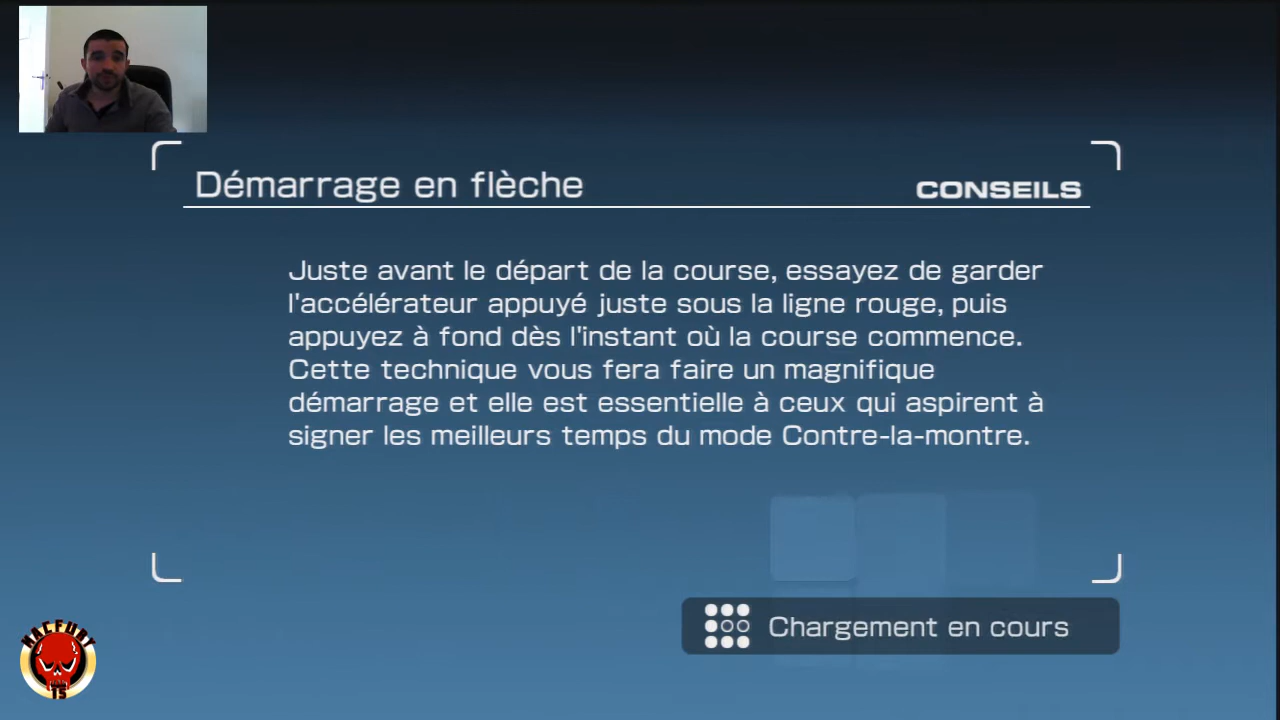 Démarrage en flèche
CONSEILS
Juste avant le départ de la course, essayez de garder
l'accélérateur appuyé juste sous la ligne rouge, puis
appuyez à fond dès l'instant où la course commence.
Cette technique vous fera faire un magnifique
démarrage et elle est essentielle à ceux qui aspirent à
signer les meilleurs temps du mode Contre-la-montre.
Chargement en cours
MACFURY
15